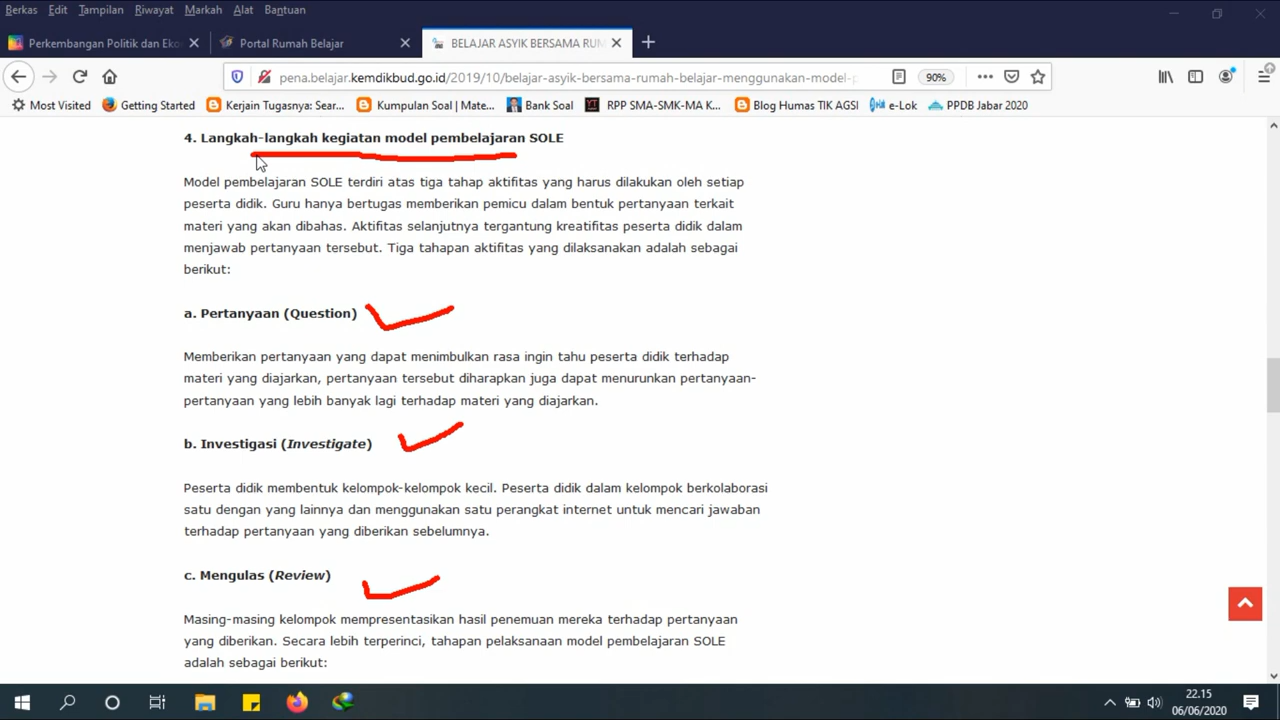 Berkas Edit Tampilan Riwayat Markah Alat Bantuan
Perkembangan Politik dan Eko Portal Rumah Belajar BELAJAR ASYIK BERSAMA RUM
pena.belajar.kemdikbud.go.id/2019/10/belajar-asyik-bersama-rumah-belajar-menggunakan-model-p 90%
Most Visited Getting Started Kerjain Tugasnya: Sear... Kumpulan Soal | Mate... Bank Soal RPP SMA-SMK-MA K... Blog Humas TIK AGSI e-Lok PPDB Jabar 2020
4. Langkah-langkah kegiatan model pembelajaran SOLE
Model pembelajaran SOLE terdiri atas tiga tahap aktifitas yang harus dilakukan oleh setiap
peserta didik. Guru hanya bertugas memberikan pemicu dalam bentuk pertanyaan terkait
materi yang akan dibahas. Aktifitas selanjutnya tergantung kreatifitas peserta didik dalam
menjawab pertanyaan tersebut. Tiga tahapan aktifitas yang dilaksanakan adalah sebagai
berikut:
a. Pertanyaan (Question)
Memberikan pertanyaan yang dapat menimbulkan rasa ingin tahu peserta didik terhadap
materi yang diajarkan, pertanyaan tersebut diharapkan juga dapat menurunkan pertanyaan-
pertanyaan yang lebih banyak lagi terhadap materi yang diajarkan.
b. Investigasi (Investigate)
Peserta didik membentuk kelompok-kelompok kecil. Peserta didik dalam kelompok berkolaborasi
satu dengan yang lainnya dan menggunakan satu perangkat internet untuk mencari jawaban
terhadap pertanyaan yang diberikan sebelumnya.
c. Mengulas (Review)
Masing-masing kelompok mempresentasikan hasil penemuan mereka terhadap pertanyaan
yang diberikan. Secara lebih terperinci, tahapan pelaksanaan model pembelajaran SOLE
adalah sebagai berikut:
22.15
06/06/2020